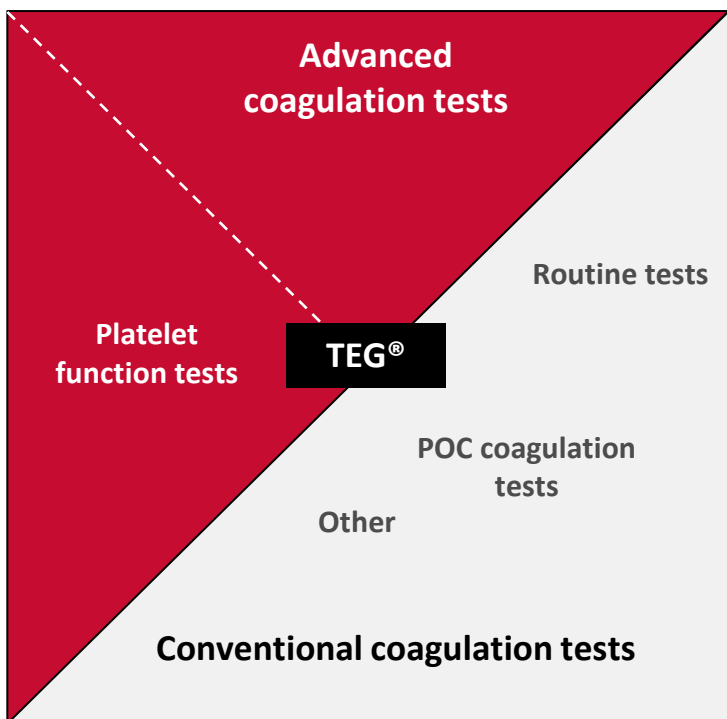 Advanced
coagulation tests
Routine tests
Platelet
function tests
TEG®
POC coagulation
tests
Other
Conventional coagulation tests